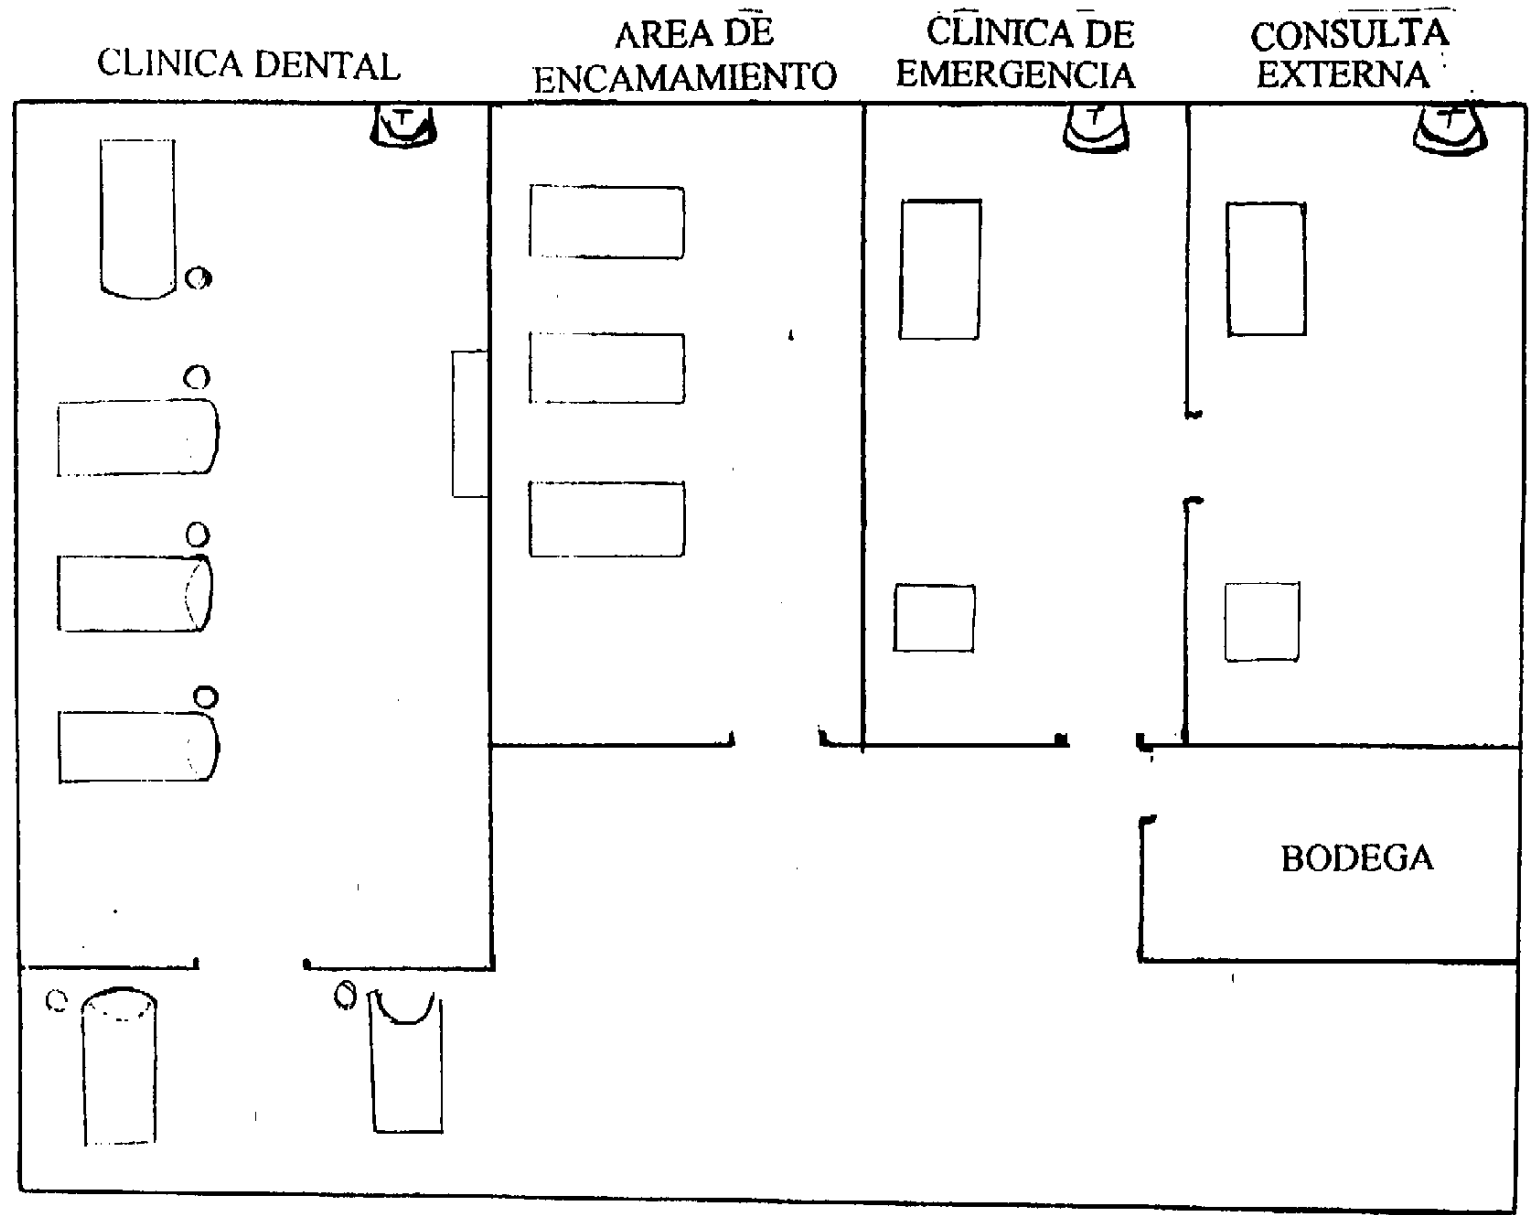 CLINICA DENTAL
AREA DE
ENCAMAMIENTO
CLINICA DE
EMERGENCIA
CONSULTA
EXTERNA
BODEGA